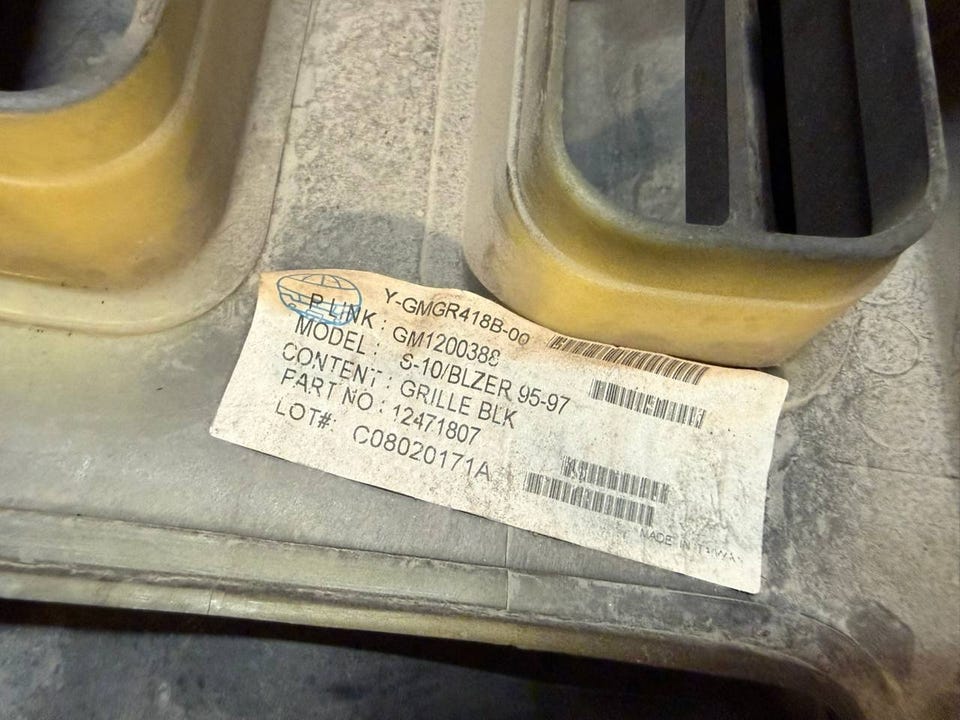 Y-GMGR418B-00
P-LINK : GM1200388
MODEL : S-10/BLZER 95-97
CONTENT : GRILLE BLK
PART NO : 12471807
LOT#: C08020171A
MADE IN TAIWAN